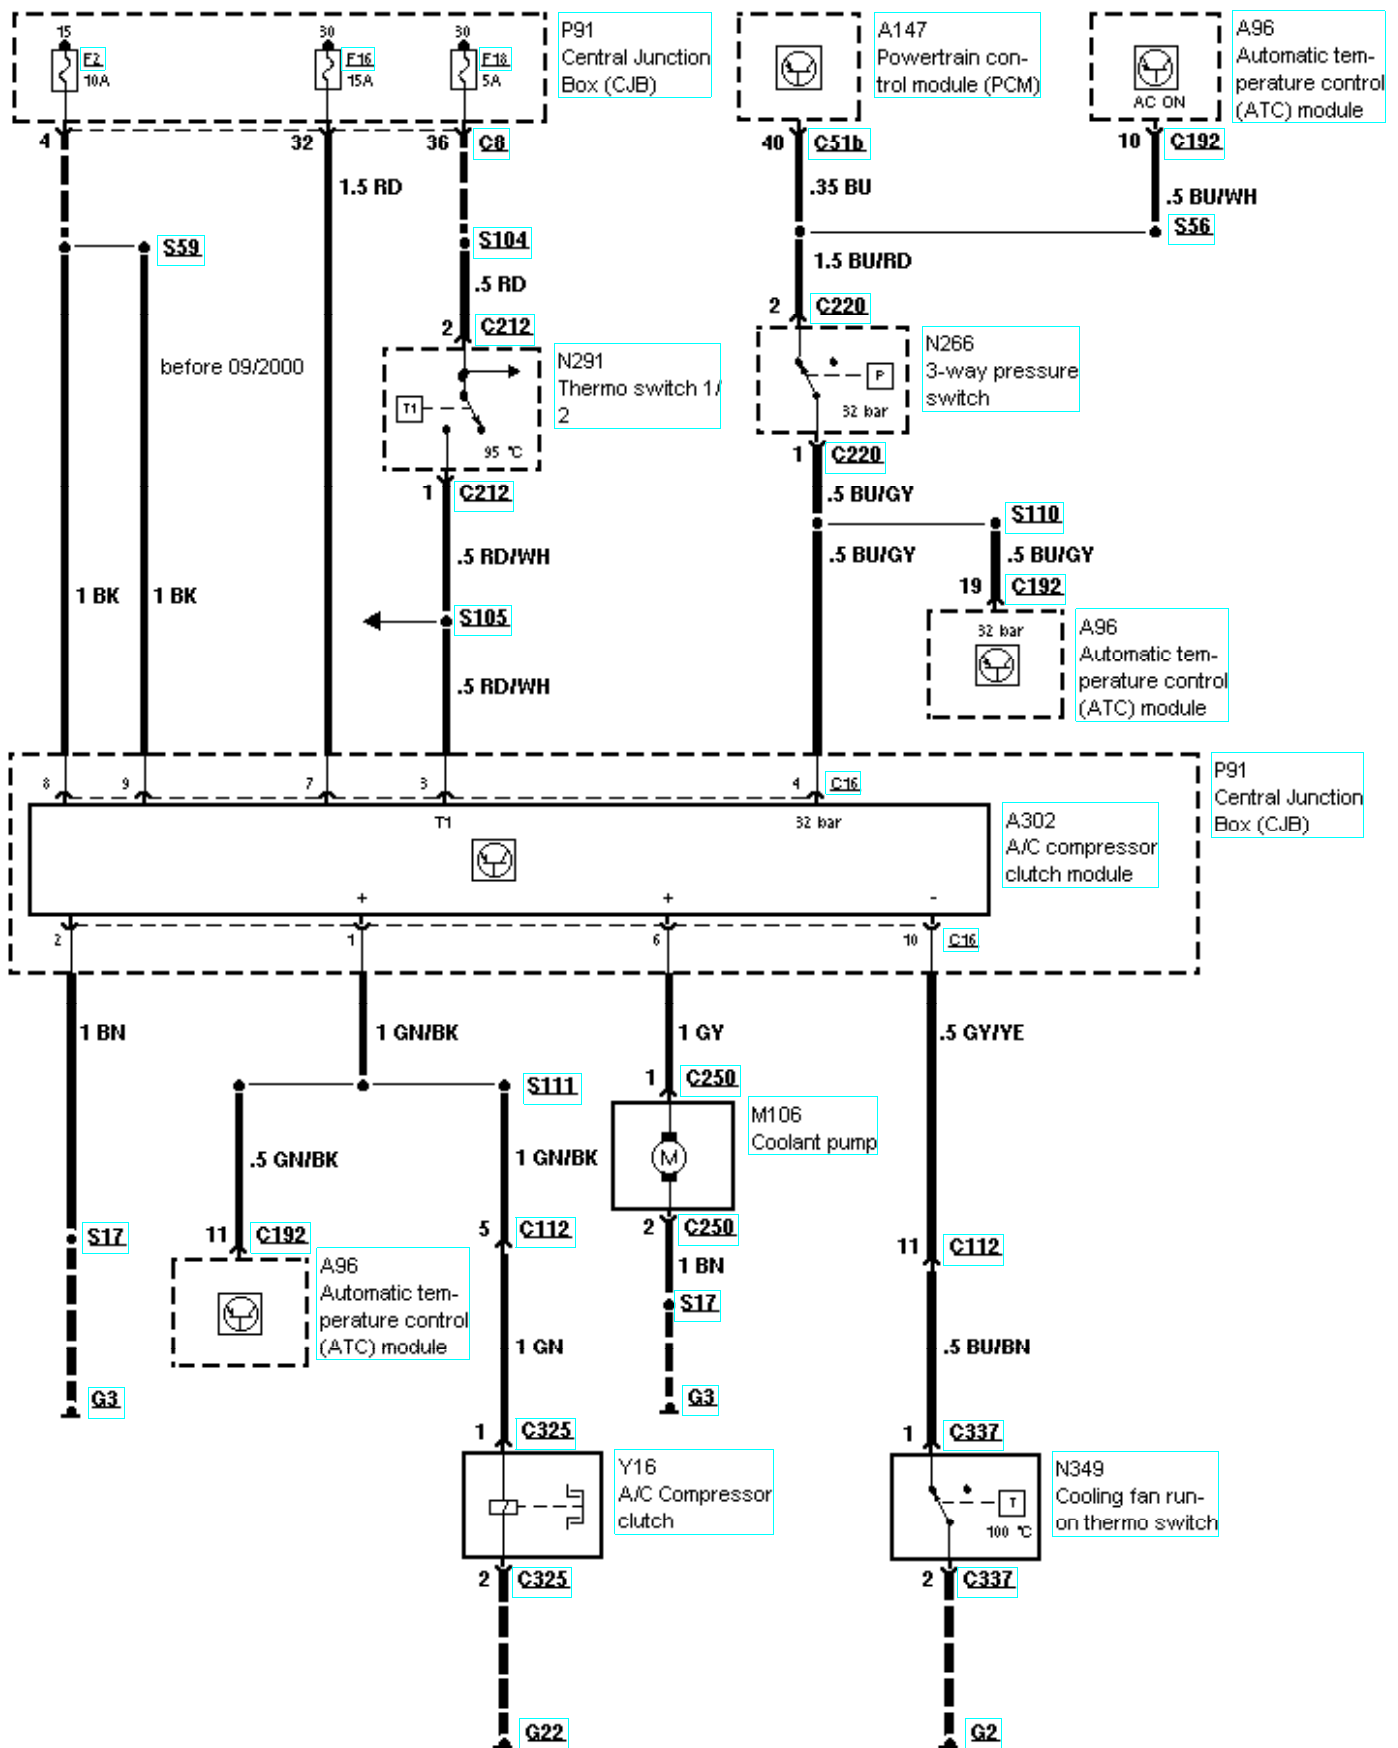 15
F2
10A
30
F16
15A
30
F18
5A
P91
Central Junction
Box (CJB)
A147
Powertrain con-
trol module (PCM)
AC ON
A96
Automatic tem-
perature control
(ATC) module
4
32
36
C8
40
C51b
10
C192
1.5 RD
.35 BU
.5 BU/WH
S59
S104
S56
.5 RD
1.5 BU/RD
2
C212
2
C220
before 09/2000
T1
95 °C
N291
Thermo switch 1/
2
P
32 bar
N266
3-way pressure
switch
1
C212
1
C220
.5 BU/GY
S110
.5 RD/WH
.5 BU/GY
.5 BU/GY
1 BK
1 BK
19
C192
S105
32 bar
A96
Automatic tem-
perature control
(ATC) module
.5 RD/WH
P91
Central Junction
Box (CJB)
8
9
7
3
4
C16
T1
32 bar
A302
A/C compressor
clutch module
+
+
-
2
1
6
10
C16
1 BN
1 GN/BK
1 GY
.5 GY/YE
S111
1
C250
M
M106
Coolant pump
.5 GN/BK
1 GN/BK
S17
11
C192
5
C112
2
C250
11
C112
A96
Automatic tem-
perature control
(ATC) module
1 BN
S17
1 GN
.5 BU/BN
G3
G3
1
C325
1
C337
Y16
A/C Compressor
clutch
T
100 °C
N349
Cooling fan run-
on thermo switch
2
C325
2
C337
G22
G2